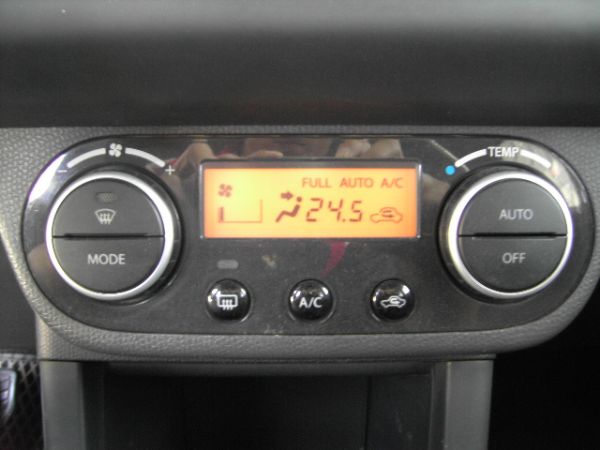 - +
FULL AUTO A/C
24.5
TEMP
AUTO
OFF
MODE
A/C